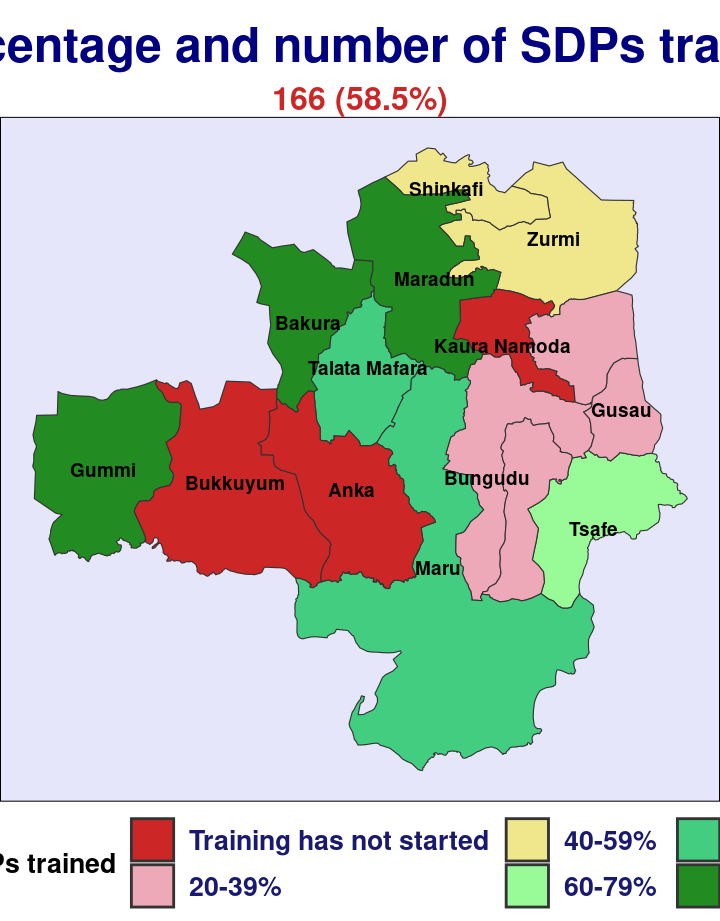 centage and number of SDPs tra
166 (58.5%)
Shinkafi
Zurmi
Maradun
Bakura
Kaura Namoda
Talata Mafara
Gusau
Gummi
Bukkuyum
Anka
Bungudu
Tsafe
Maru
Training has not started
40-59%
Ps trained
20-39%
60-79%